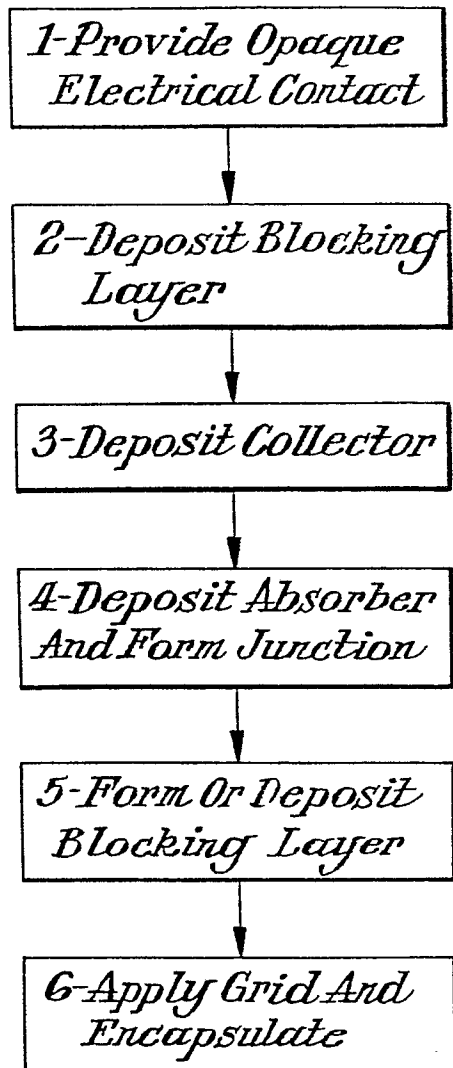 1-Provide Opaque
Electrical Contact
2-Deposit Blocking
Layer
3-Deposit Collector
4-Deposit Absorber
And Form Junction
5-Form Or Deposit
Blocking Layer
6-Apply Grid And
Encapsulate